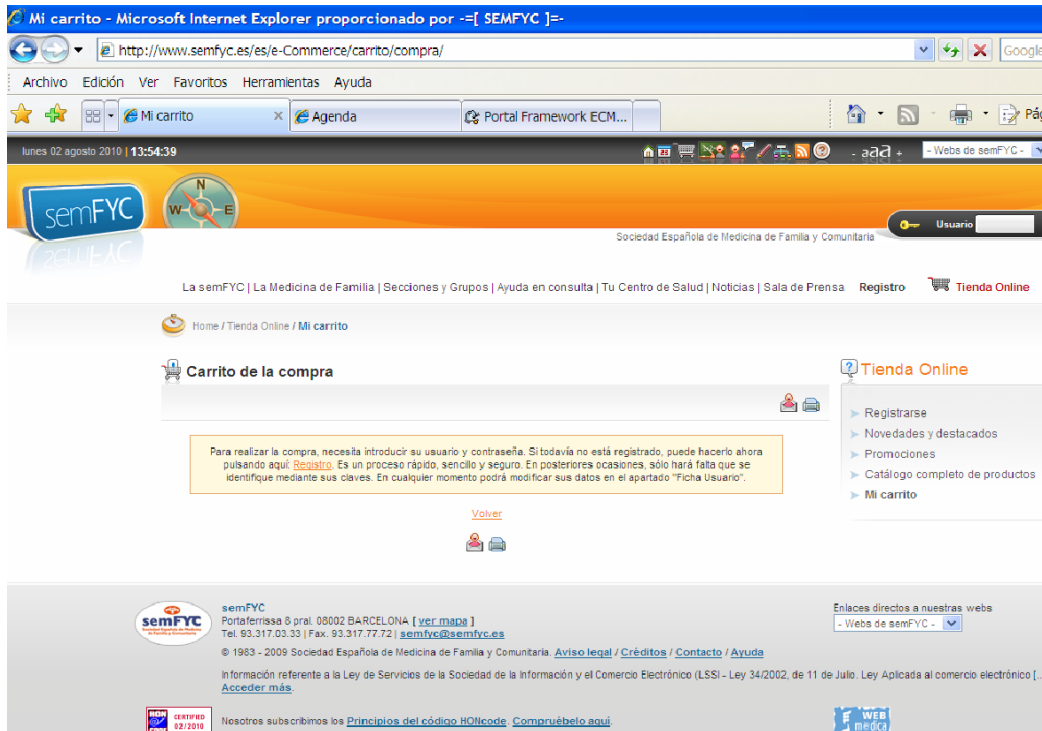 Mi carrito - Microsoft Internet Explorer proporcionado por -=[ SEMFYC ]=-
http://www.semfyc.es/es/e-Commerce/carrito/compra/
Google
Archivo Edición Ver Favoritos Herramientas Ayuda
Mi carrito
Agenda
Portal Framework ECM...
Pág
lunes 02 agosto 2010 | 13:54:39
- aaa +
- Webs de semFYC -
semFYC
N
W E
Usuario
Sociedad Española de Medicina de Familia y Comunitaria
La semFYC | La Medicina de Familia | Secciones y Grupos | Ayuda en consulta | Tu Centro de Salud | Noticias | Sala de Prensa Registro Tienda Online
Home / Tienda Online / Mi carrito
Carrito de la compra
Para realizar la compra, necesita introducir su usuario y contraseña. Si todavía no está registrado, puede hacerlo ahora
pulsando aquí: Registro. Es un proceso rápido, sencillo y seguro. En posteriores ocasiones, sólo hará falta que se
identifique mediante sus claves. En cualquier momento podrá modificar sus datos en el apartado "Ficha Usuario".
Volver
Tienda Online
Registrarse
Novedades y destacados
Promociones
Catálogo completo de productos
Mi carrito
semFYC
semFYC
Portaferrissa 8 pral. 08002 BARCELONA [ ver mapa ]
Tel. 93.317.03.33 | Fax. 93.317.77.72 | semfyc@semfyc.es
© 1983 - 2009 Sociedad Española de Medicina de Familia y Comunitaria. Aviso legal / Créditos / Contacto / Ayuda
Información referente a la Ley de Servicios de la Sociedad de la Información y el Comercio Electrónico (LSSI - Ley 34/2002, de 11 de Julio. Ley Aplicada al comercio electrónico [..
Acceder más.
Enlaces directos a nuestras webs
- Webs de semFYC -
HON
CERTIFIED
02/2010
Nosotros subscribimos los Principios del código HONcode. Compruébelo aquí.
WEB
medica